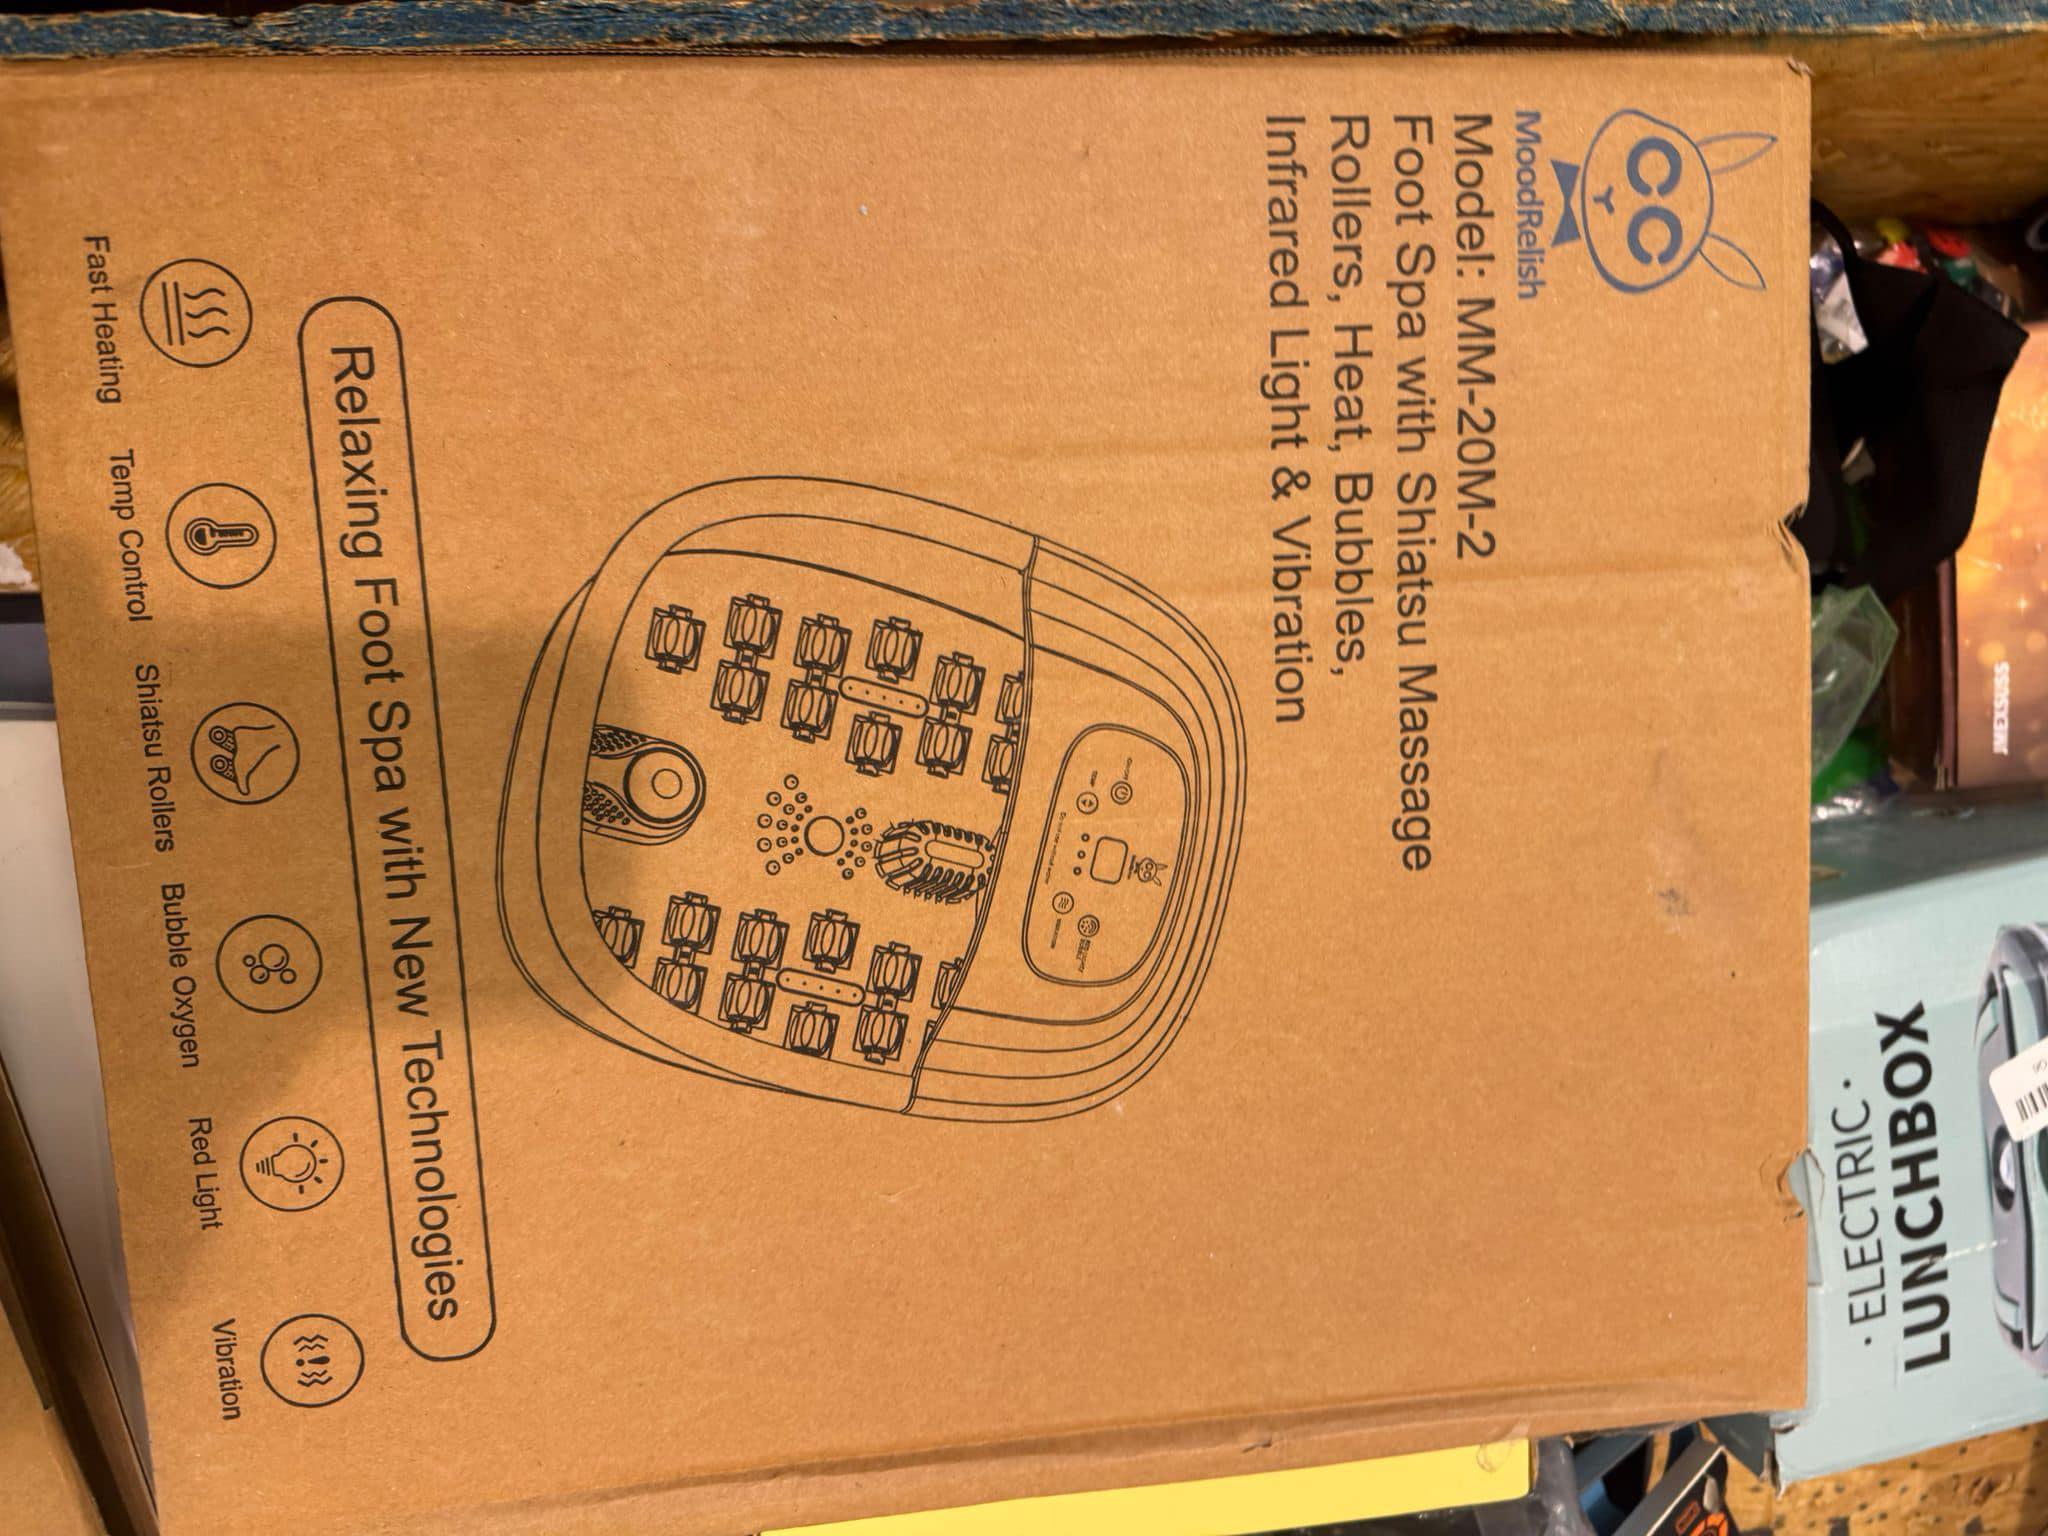 MoodRelish
Model: MM-20M-2
Foot Spa with Shiatsu Massage
Rollers, Heat, Bubbles,
Infrared Light & Vibration
Relaxing Foot Spa with New Technologies
Fast Heating
Temp Control
Shiatsu Rollers
Bubble Oxygen
Red Light
Vibration
· ELECTRIC ·
LUNCHBOX